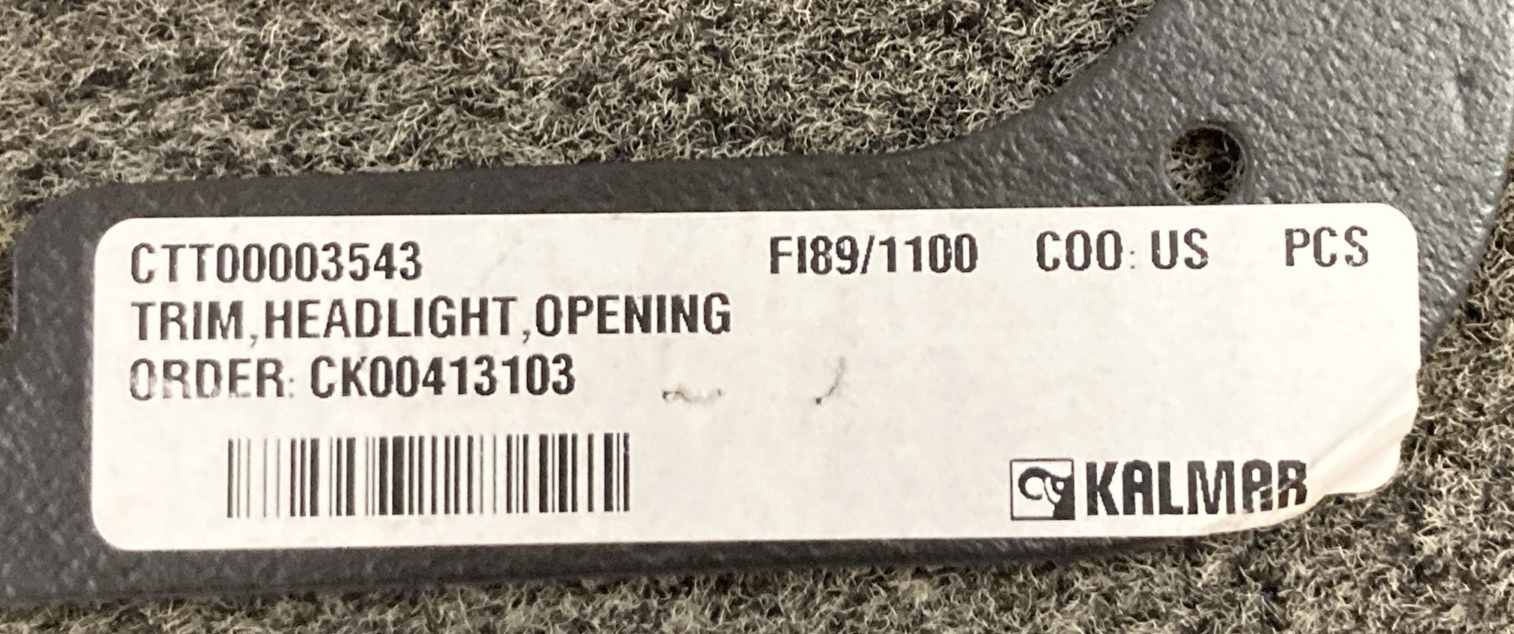 CTT00003543 FI89/1100 COO: US PCS
TRIM,HEADLIGHT,OPENING
ORDER: CK00413103
KALMAR